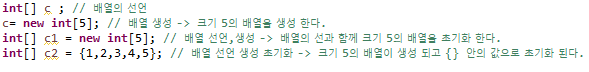 int[] c ; // 배열의 선언
c= new int[5]; // 배열 생성 -> 크기 5의 배열을 생성 한다.
int[] c1 = new int[5]; // 배열 선언,생성 -> 배열의 선과 함께 크기 5의 배열을 초기화 한다.
int[] c2 = {1,2,3,4,5}; // 배열 선언 생성 초기화 -> 크기 5의 배열이 생성 되고 {} 안의 값으로 초기화 된다.